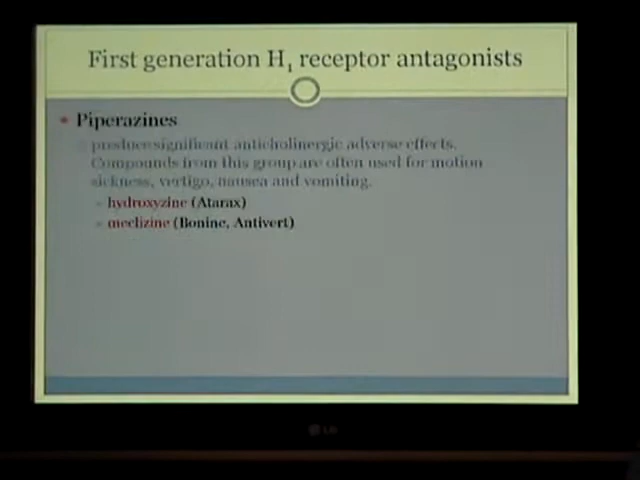 First generation H1 receptor antagonists
Piperazines
produce significant anticholinergic adverse effects.
Compounds from this group are often used for motion
sickness, vertigo, nausea and vomiting.
hydroxyzine (Atarax)
meclizine (Bonine, Antivert)
LG